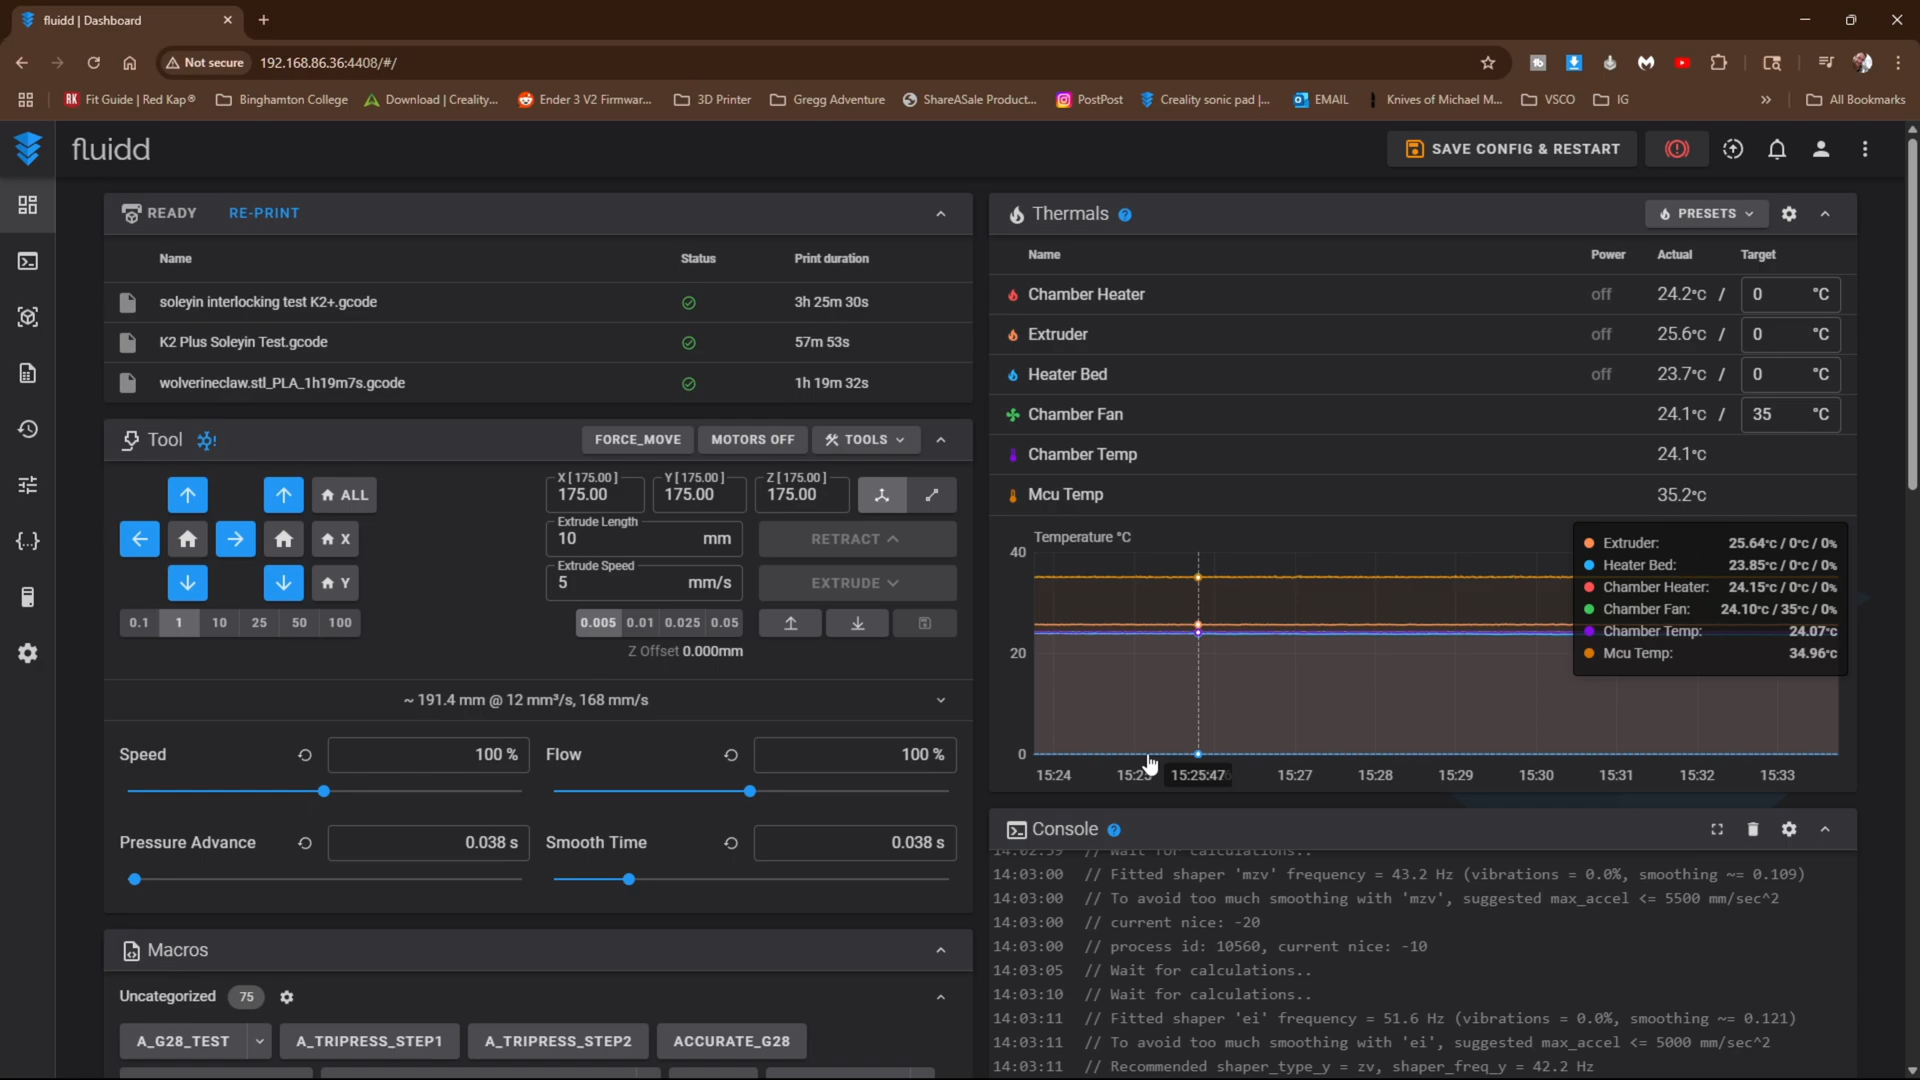 fluidd | Dashboard
Not secure 192.168.86.36:4408/#/
Fit Guide | Red Kap® Binghamton College Download | Creality... Ender 3 V2 Firmwar... 3D Printer Gregg Adventure ShareASale Product... PostPost Creality sonic pad |... EMAIL Knives of Michael M... VSCO IG » All Bookmarks
fluidd SAVE CONFIG & RESTART
READY RE-PRINT
Name Status Print duration
soleyin interlocking test K2+.gcode 3h 25m 30s
K2 Plus Soleyin Test.gcode 57m 53s
wolverineclaw.stl_PLA_1h19m7s.gcode 1h 19m 32s
Tool FORCE_MOVE MOTORS OFF TOOLS
ALL
X
Y
X [ 175.00 ] Y [ 175.00 ] Z [ 175.00 ]
175.00 175.00 175.00
Extrude Length
10 mm RETRACT
Extrude Speed
5 mm/s EXTRUDE
0.1 1 10 25 50 100
0.005 0.01 0.025 0.05
Z Offset 0.000mm
~ 191.4 mm @ 12 mm³/s, 168 mm/s
Speed 100 % Flow 100 %
Pressure Advance 0.038 s Smooth Time 0.038 s
Macros
Uncategorized 75
A_G28_TEST A_TRIPRESS_STEP1 A_TRIPRESS_STEP2 ACCURATE_G28
Thermals PRESETS
Name Power Actual Target
Chamber Heater off 24.2°C / 0 °C
Extruder off 25.6°C / 0 °C
Heater Bed off 23.7°C / 0 °C
Chamber Fan 24.1°C / 35 °C
Chamber Temp 24.1°C
Mcu Temp 35.2°C
Temperature °C
40
20
0
Extruder: 25.64°C / 0°C / 0%
Heater Bed: 23.85°C / 0°C / 0%
Chamber Heater: 24.15°C / 0°C / 0%
Chamber Fan: 24.10°C / 35°C / 0%
Chamber Temp: 24.07°C
Mcu Temp: 34.96°C
15:24 15:25:47 15:27 15:28 15:29 15:30 15:31 15:32 15:33
Console
14:02:59 // Wait for calculations..
14:03:00 // Fitted shaper 'mzv' frequency = 43.2 Hz (vibrations = 0.0%, smoothing ~= 0.109)
14:03:00 // To avoid too much smoothing with 'mzv', suggested max_accel <= 5500 mm/sec^2
14:03:00 // current nice: -20
14:03:00 // process id: 10560, current nice: -10
14:03:05 // Wait for calculations..
14:03:10 // Wait for calculations..
14:03:11 // Fitted shaper 'ei' frequency = 51.6 Hz (vibrations = 0.0%, smoothing ~= 0.121)
14:03:11 // To avoid too much smoothing with 'ei', suggested max_accel <= 5000 mm/sec^2
14:03:11 // Recommended shaper_type_y = zv, shaper_freq_y = 42.2 Hz